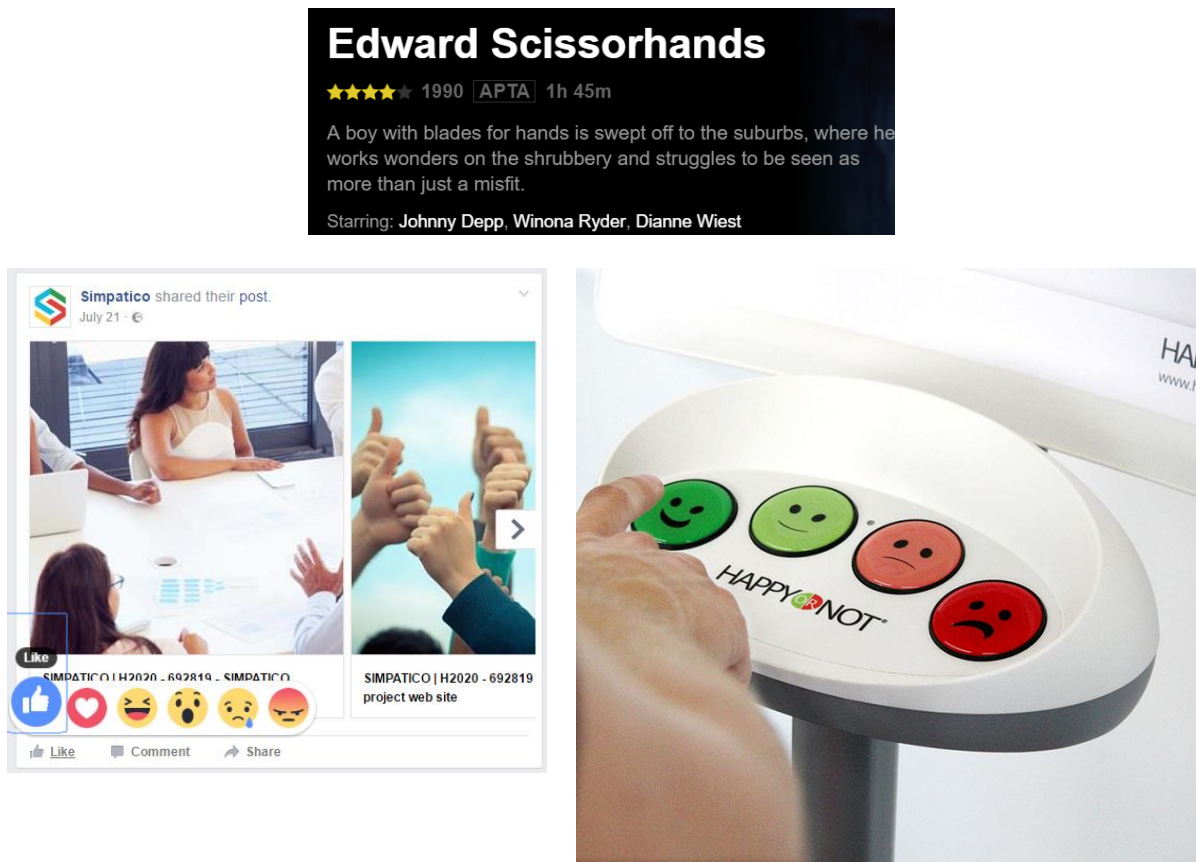 Edward Scissorhands
1990 APTA 1h 45m
A boy with blades for hands is swept off to the suburbs, where he
works wonders on the shrubbery and struggles to be seen as
more than just a misfit.
Starring: Johnny Depp, Winona Ryder, Dianne Wiest
Simpatico shared their post.
July 21 ·
Like
SIMPATICO | H2020 - 692819 - SIMPATICO
SIMPATICO | H2020 - 692819
project web site
Like Comment Share
HAPPY OR NOT
www.